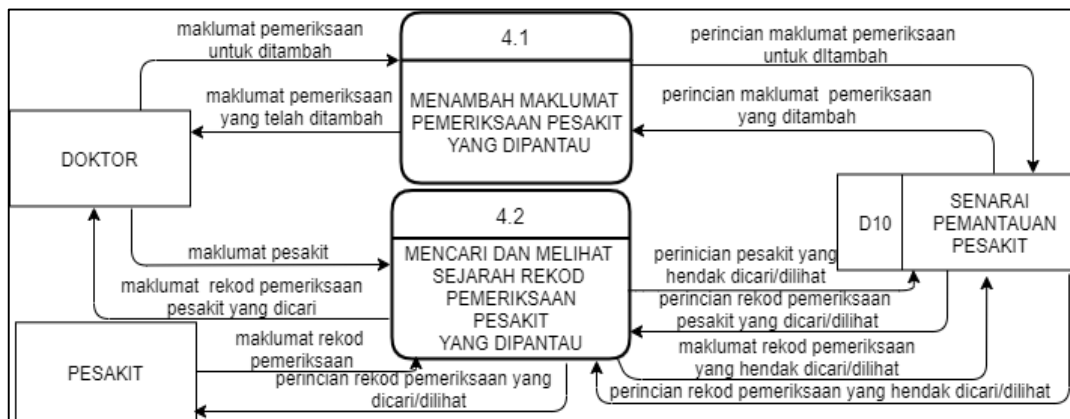 maklumat pemeriksaan
untuk ditambah
4.1
MENAMBAH MAKLUMAT
PEMERIKSAAN PESAKIT
YANG DIPANTAU
perincian maklumat pemeriksaan
untuk dItambah
maklumat pemeriksaan
yang telah ditambah
perincian maklumat pemeriksaan
yang ditambah
DOKTOR
4.2
MENCARI DAN MELIHAT
SEJARAH REKOD
PEMERIKSAAN
PESAKIT
YANG DIPANTAU
D10
SENARAI
PEMANTAUAN
PESAKIT
maklumat pesakit
perinician pesakit yang
hendak dicari/dilihat
maklumat rekod pemeriksaan
pesakit yang dicari
perincian rekod pemeriksaan
pesakit yang dicari/dilihat
PESAKIT
maklumat rekod
pemeriksaan
maklumat rekod pemeriksaan
yang hendak dicari/dilihat
perincian rekod pemeriksaan yang
dicari/dilihat
perincian rekod pemeriksaan yang hendak dicari/dilihat